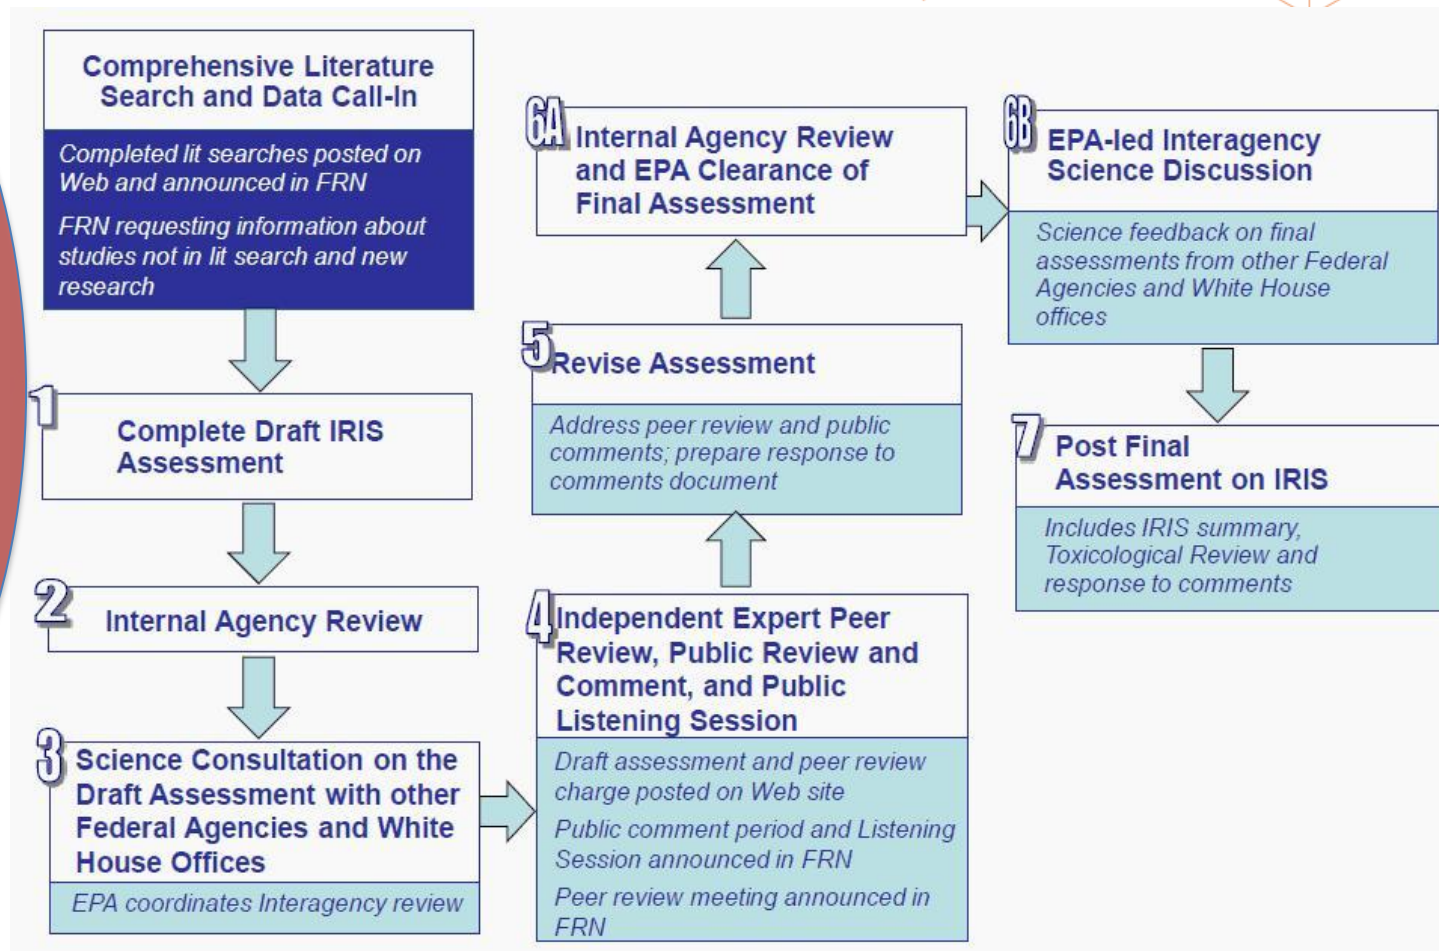 Comprehensive Literature
Search and Data Call-In
Completed lit searches posted on
Web and announced in FRN
FRN requesting information about
studies not in lit search and new
research
1
Complete Draft IRIS
Assessment
2
Internal Agency Review
3
Science Consultation on the
Draft Assessment with other
Federal Agencies and White
House Offices
EPA coordinates Interagency review
4
Independent Expert Peer
Review, Public Review and
Comment, and Public
Listening Session
Draft assessment and peer review
charge posted on Web site
Public comment period and Listening
Session announced in FRN
Peer review meeting announced in
FRN
5
Revise Assessment
Address peer review and public
comments; prepare response to
comments document
6A
Internal Agency Review
and EPA Clearance of
Final Assessment
6B
EPA-led Interagency
Science Discussion
Science feedback on final
assessments from other Federal
Agencies and White House
offices
7
Post Final
Assessment on IRIS
Includes IRIS summary,
Toxicological Review and
response to comments